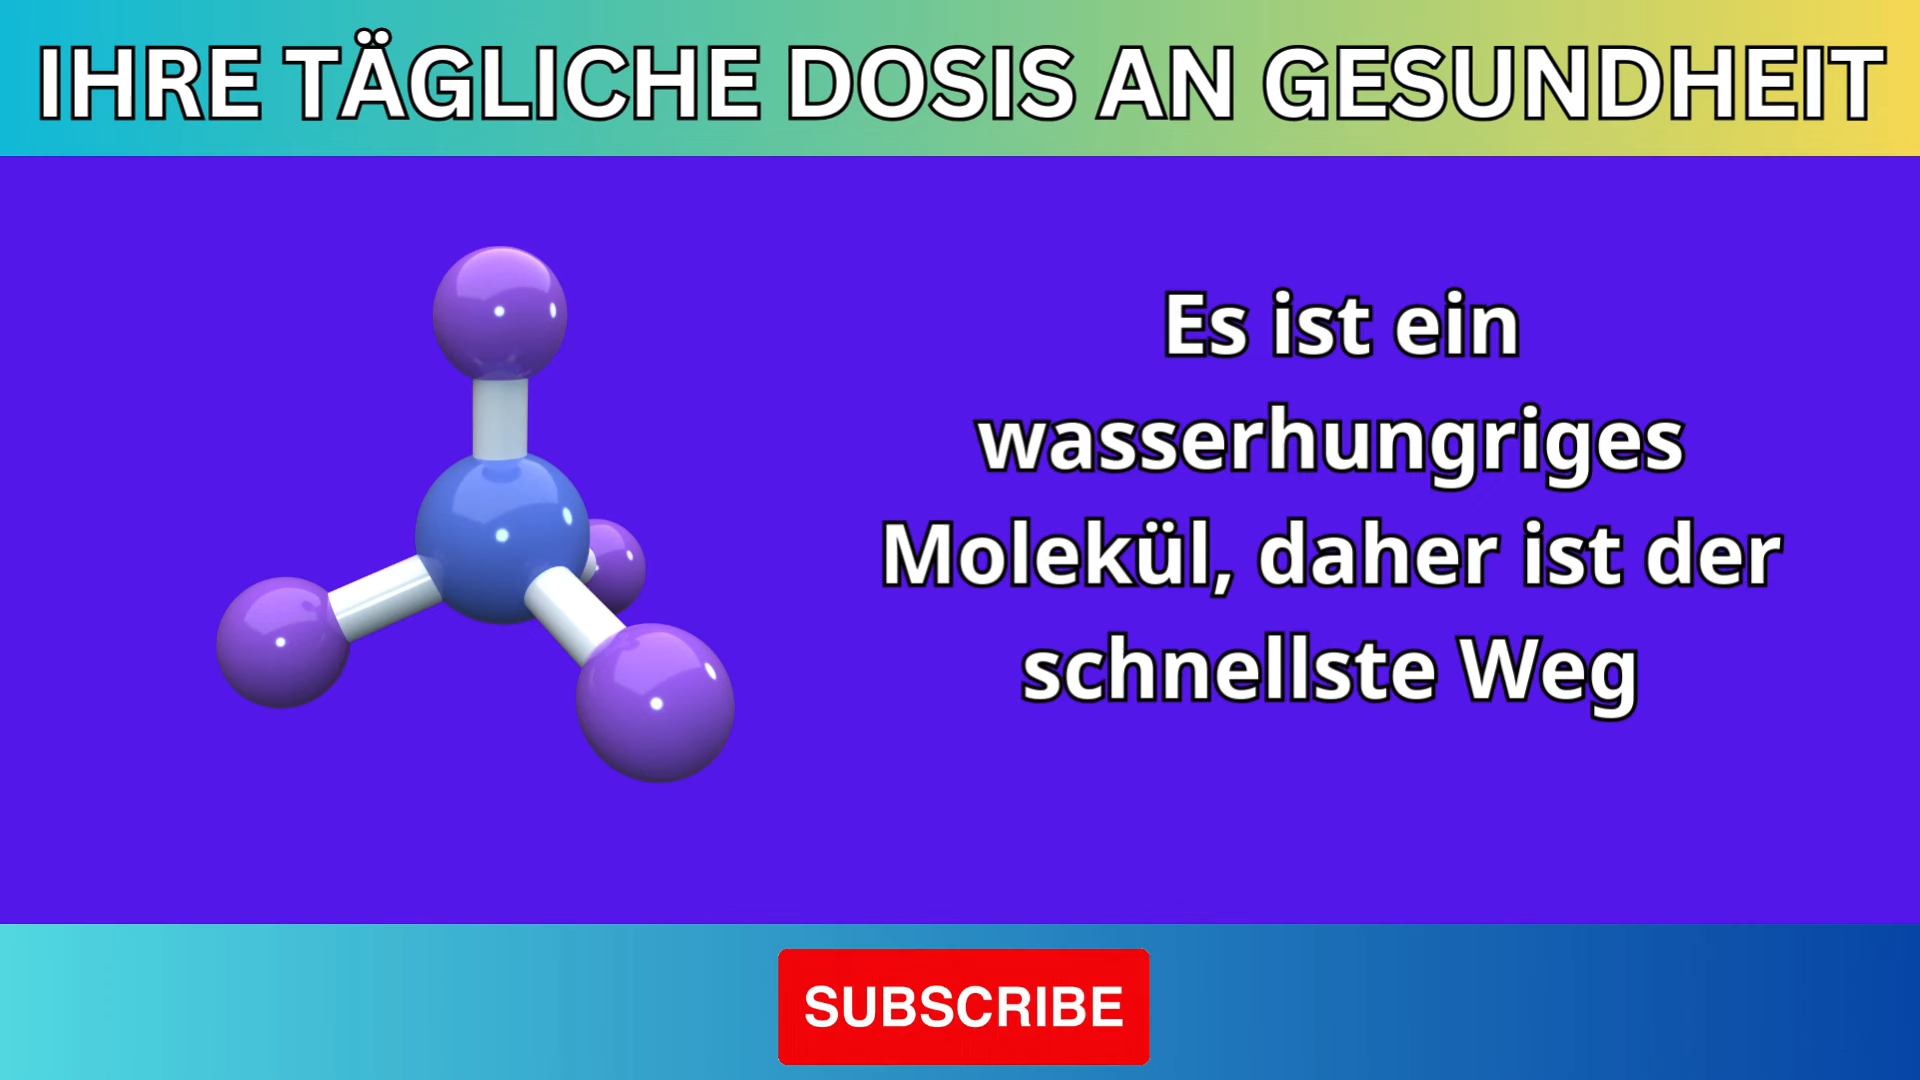 IHRE TÄGLICHE DOSIS AN GESUNDHEIT
Es ist ein
wasserhungriges
Molekül, daher ist der
schnellste Weg
SUBSCRIBE